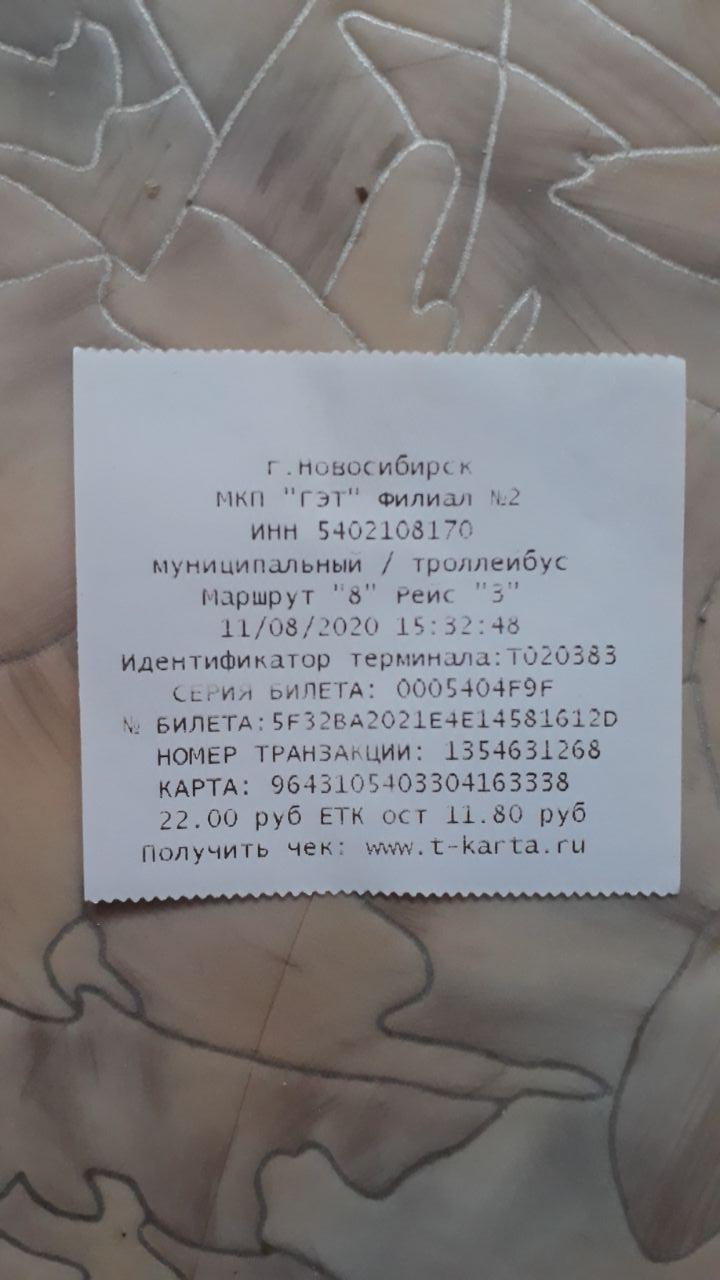 г.Новосибирск
МКП "ГЭТ" Филиал №2
ИНН 5402108170
муниципальный / троллейбус
Маршрут "8" Рейс "3"
11/08/2020 15:32:48
Идентификатор терминала:T020383
СЕРИЯ БИЛЕТА: 0005404F9F
№ БИЛЕТА:5F32BA2021E4E14581612D
НОМЕР ТРАНЗАКЦИИ: 1354631268
КАРТА: 9643105403304163338
22.00 руб ЕТК ост 11.80 руб
Получить чек: www.t-karta.ru